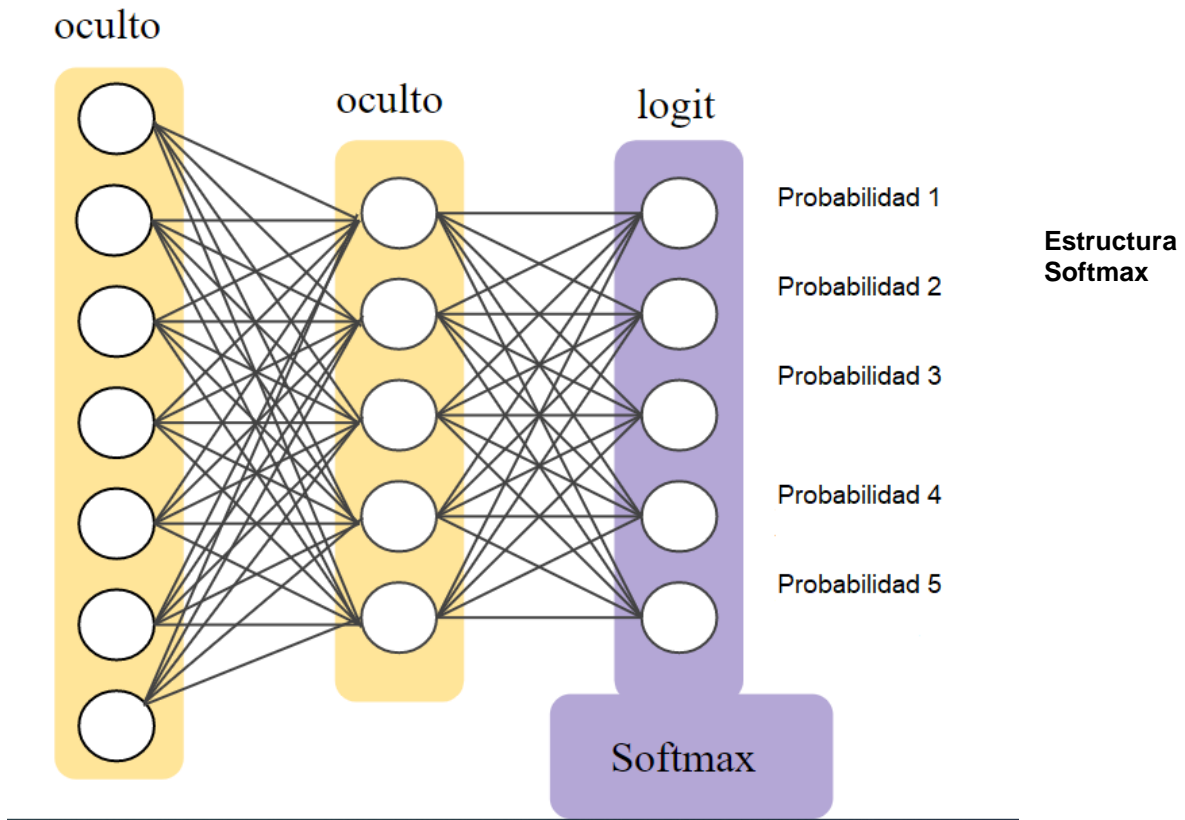 oculto
oculto
logit
Probabilidad 1
Probabilidad 2
Probabilidad 3
Probabilidad 4
Probabilidad 5
Estructura
Softmax
Softmax